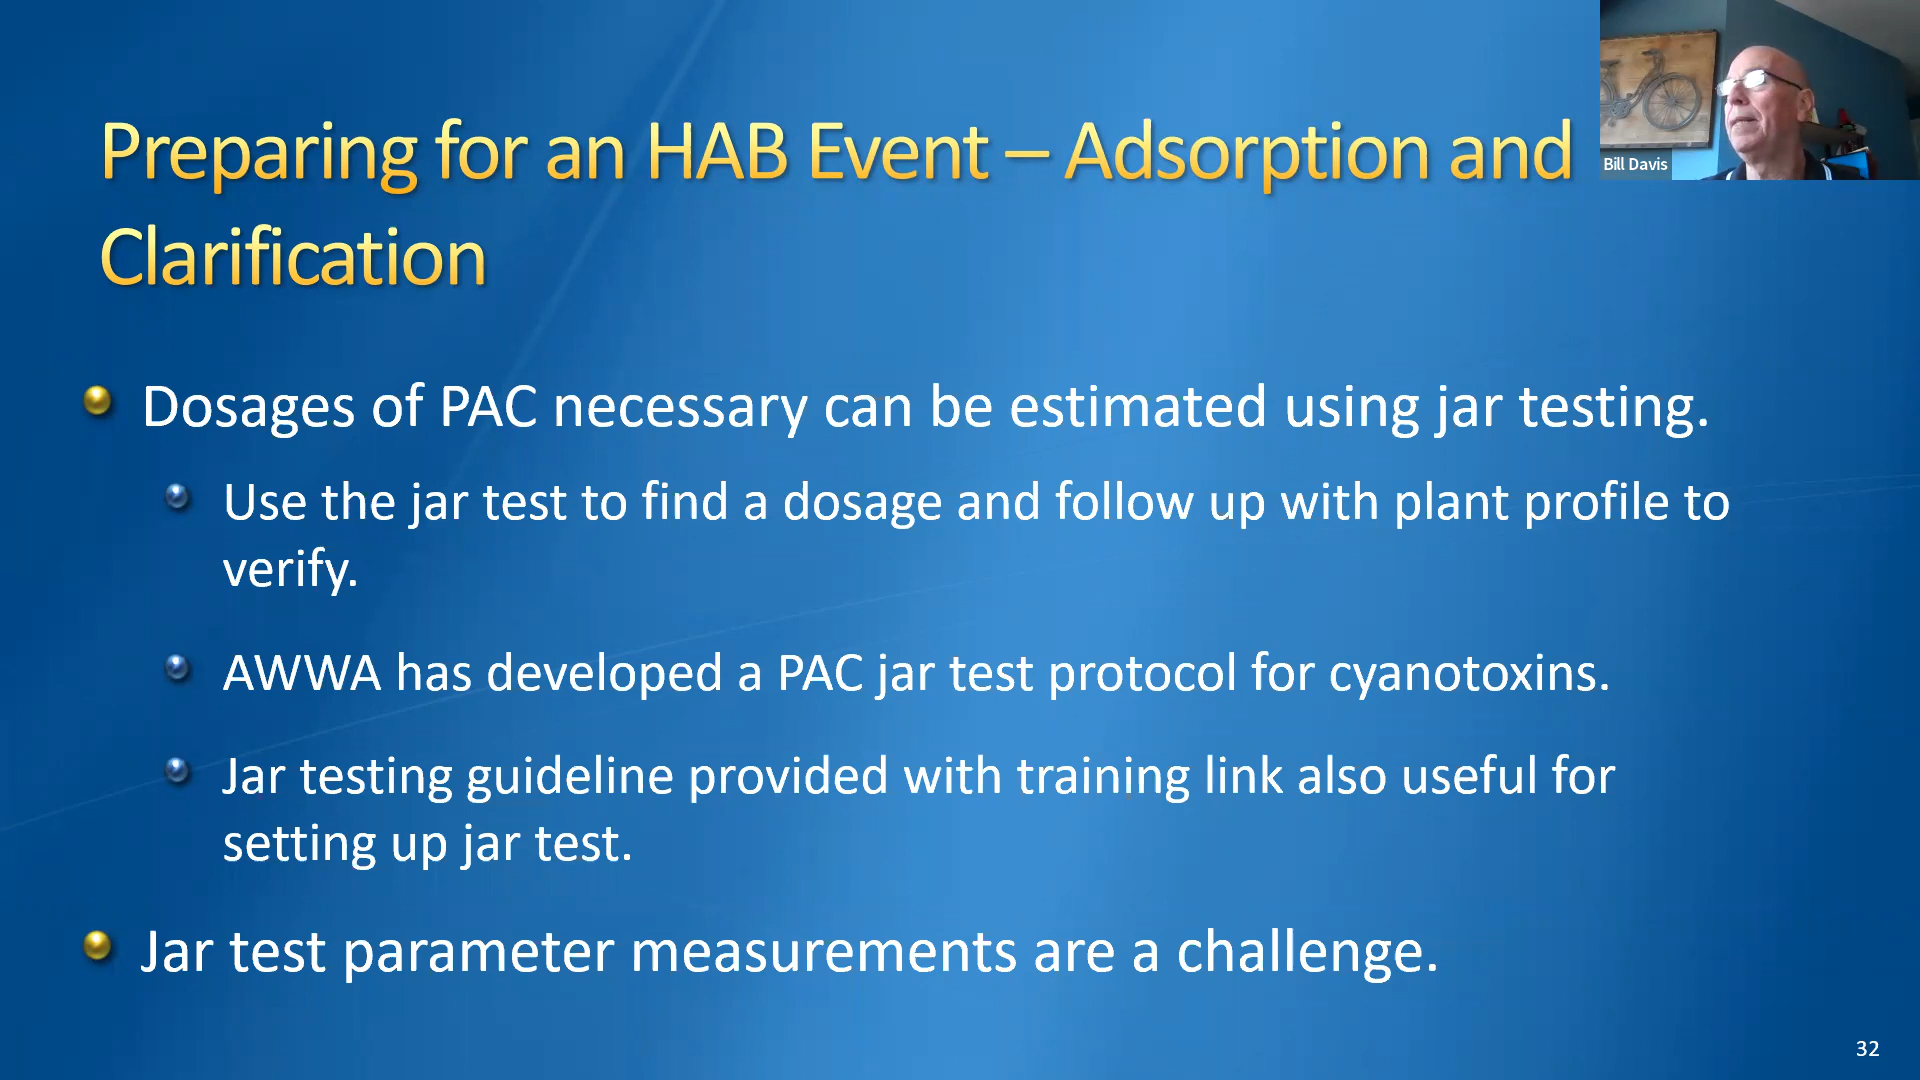 Preparing for an HAB Event – Adsorption and
Clarification
Bill Davis
Dosages of PAC necessary can be estimated using jar testing.
Use the jar test to find a dosage and follow up with plant profile to
verify.
AWWA has developed a PAC jar test protocol for cyanotoxins.
Jar testing guideline provided with training link also useful for
setting up jar test.
Jar test parameter measurements are a challenge.
32